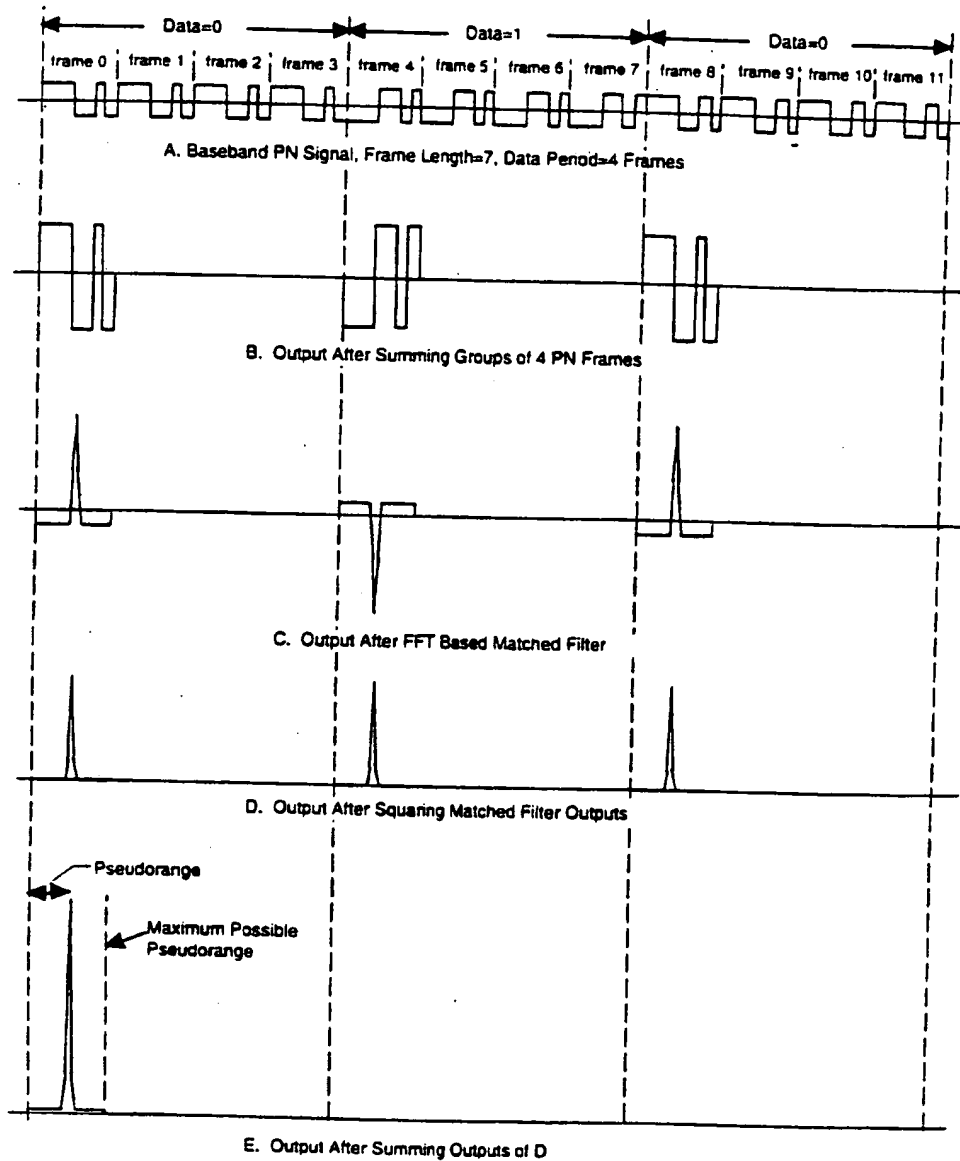 Data=0 Data=1 Data=0
frame 0 frame 1 frame 2 frame 3 frame 4 frame 5 frame 6 frame 7 frame 8 frame 9 frame 10 frame 11
A. Baseband PN Signal, Frame Length=7, Data Period=4 Frames
B. Output After Summing Groups of 4 PN Frames
C. Output After FFT Based Matched Filter
D. Output After Squaring Matched Filter Outputs
Pseudorange
Maximum Possible
Pseudorange
E. Output After Summing Outputs of D